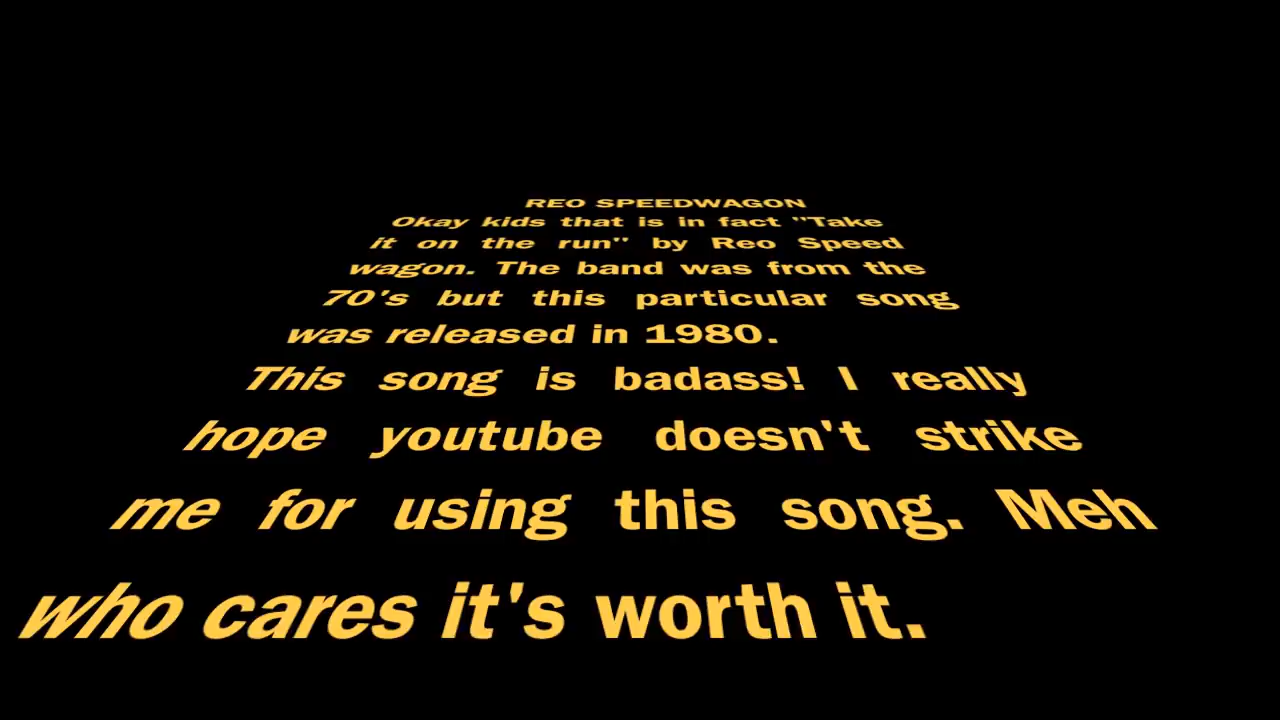 REO SPEEDWAGON
Okay kids that is in fact "Take
it on the run" by Reo Speed
wagon. The band was from the
70's but this particular song
was released in 1980.
This song is badass! I really
hope youtube doesn't strike
me for using this song. Meh
who cares it's worth it.